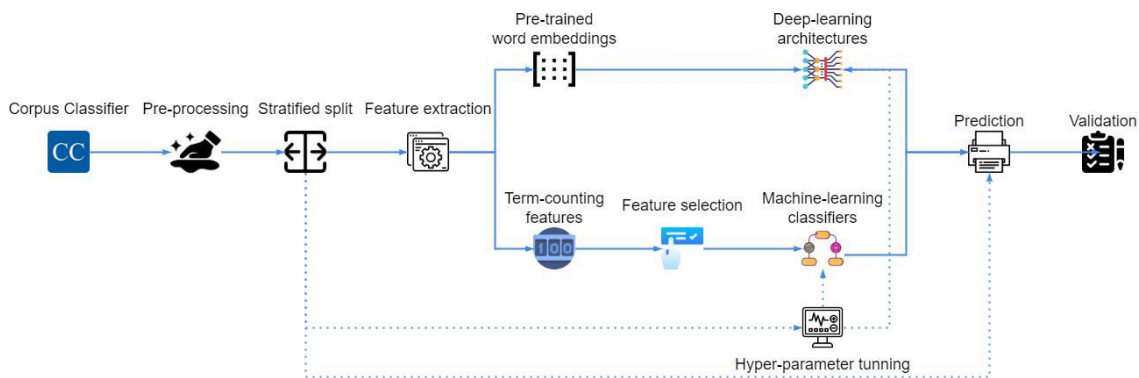 Pre-trained
word embeddings
Deep-learning
architectures
Corpus Classifier
Pre-processing
Stratified split
Feature extraction
Prediction
Validation
CC
Term-counting
features
Feature selection
Machine-learning
classifiers
100
Hyper-parameter tunning